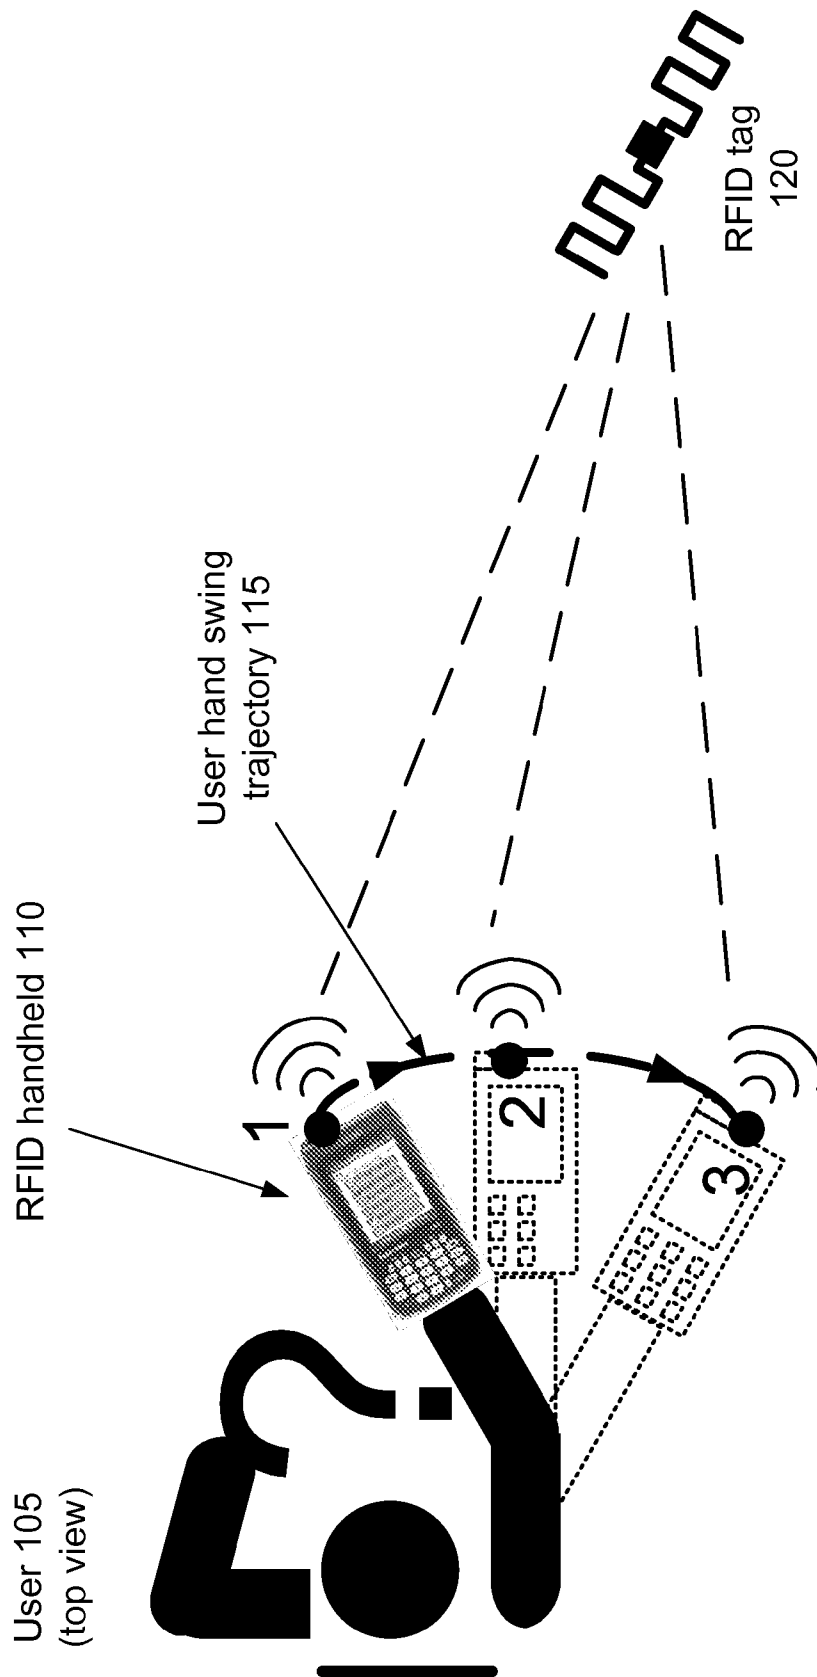 User 105
(top view)
RFID handheld 110
User hand swing
trajectory 115
RFID tag
120
1
2
3
?